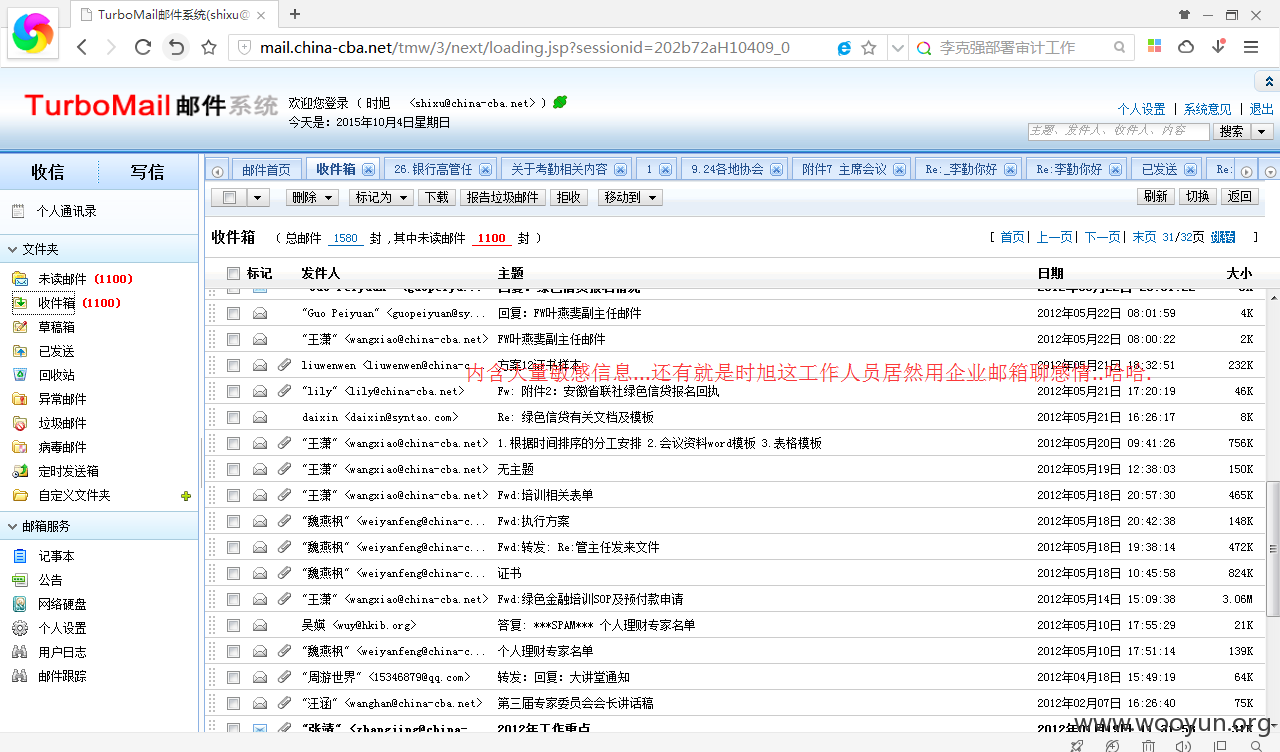 TurboMail邮件系统(shixu@
mail.china-cba.net/tmw/3/next/loading.jsp?sessionid=202b72aH10409_0
李克强部署审计工作
TurboMail 邮件系统
欢迎您登录 ( 时旭 <shixu@china-cba.net> )
今天是: 2015年10月4日星期日
个人设置 | 系统意见 | 退出
主题、发件人、收件人、内容 搜索
收信 写信
邮件首页 收件箱 26. 银行高管任 关于考勤相关内容 1 9.24各地协会 附件7 主席会议 Re:_李勤你好 Re:李勤你好 已发送 Re:
删除 标记为 下载 报告垃圾邮件 拒收 移动到 刷新 切换 返回
个人通讯录
收件箱 ( 总邮件 1580 封 ,其中未读邮件 1100 封 )
[ 首页| 上一页| 下一页| 末页 31/32页 跳转 ]
文件夹
未读邮件 (1100)
收件箱 (1100)
草稿箱
已发送
回收站
异常邮件
垃圾邮件
病毒邮件
定时发送箱
自定义文件夹
邮箱服务
记事本
公告
网络硬盘
个人设置
用户日志
邮件跟踪
标记 发件人 主题 日期 大小
"Guo Peiyuan" <guopeiyuan@sy... 回复: FW叶燕斐副主任邮件 2012年05月22日 08:01:59 4K
"王萧" <wangxiao@china-cba.net> FW叶燕斐副主任邮件 2012年05月22日 08:00:22 2K
liuwenwen <liuwenwen@china-c... 方案12证书样本 2012年05月21日 18:31:52 232K
内含大量敏感信息...还有就是时旭这工作人员居然用企业邮箱聊感情..哈哈.
"lily" <lily@china-cba.net> Fw: 附件2: 安徽省联社绿色信贷报名回执 2012年05月21日 17:20:19 46K
daixin <daixin@syntao.com> Re: 绿色信贷有关文档及模板 2012年05月21日 16:26:17 8K
"王萧" <wangxiao@china-cba.net> 1.根据时间排序的分工安排 2.会议资料word模板 3.表格模板 2012年05月20日 09:41:26 756K
"王萧" <wangxiao@china-cba.net> 无主题 2012年05月19日 12:38:03 150K
"王萧" <wangxiao@china-cba.net> Fwd:培训相关表单 2012年05月18日 20:57:30 465K
"魏燕枫" <weiyanfeng@china-... Fwd:执行方案 2012年05月18日 20:42:38 148K
"魏燕枫" <weiyanfeng@china-... Fwd:转发: Re:管主任发来文件 2012年05月18日 19:38:14 472K
"魏燕枫" <weiyanfeng@china-c... 证书 2012年05月18日 10:45:58 824K
"王萧" <wangxiao@china-cba.net> Fwd:绿色金融培训SOP及预付款申请 2012年05月14日 15:09:38 3.06M
吴媖 <wuy@hkib.org> 答复: ***SPAM*** 个人理财专家名单 2012年05月10日 17:55:29 21K
"魏燕枫" <weiyanfeng@china-c... 个人理财专家名单 2012年05月10日 17:51:14 139K
"周游世界" <15346879@qq.com> 转发: 回复: 大讲堂通知 2012年04月18日 15:49:19 64K
"汪涵" <wanghan@china-cba.net> 第三届专家委员会会长讲话稿 2012年02月07日 16:26:40 75K
2012年工作重点
www.wooyun.org